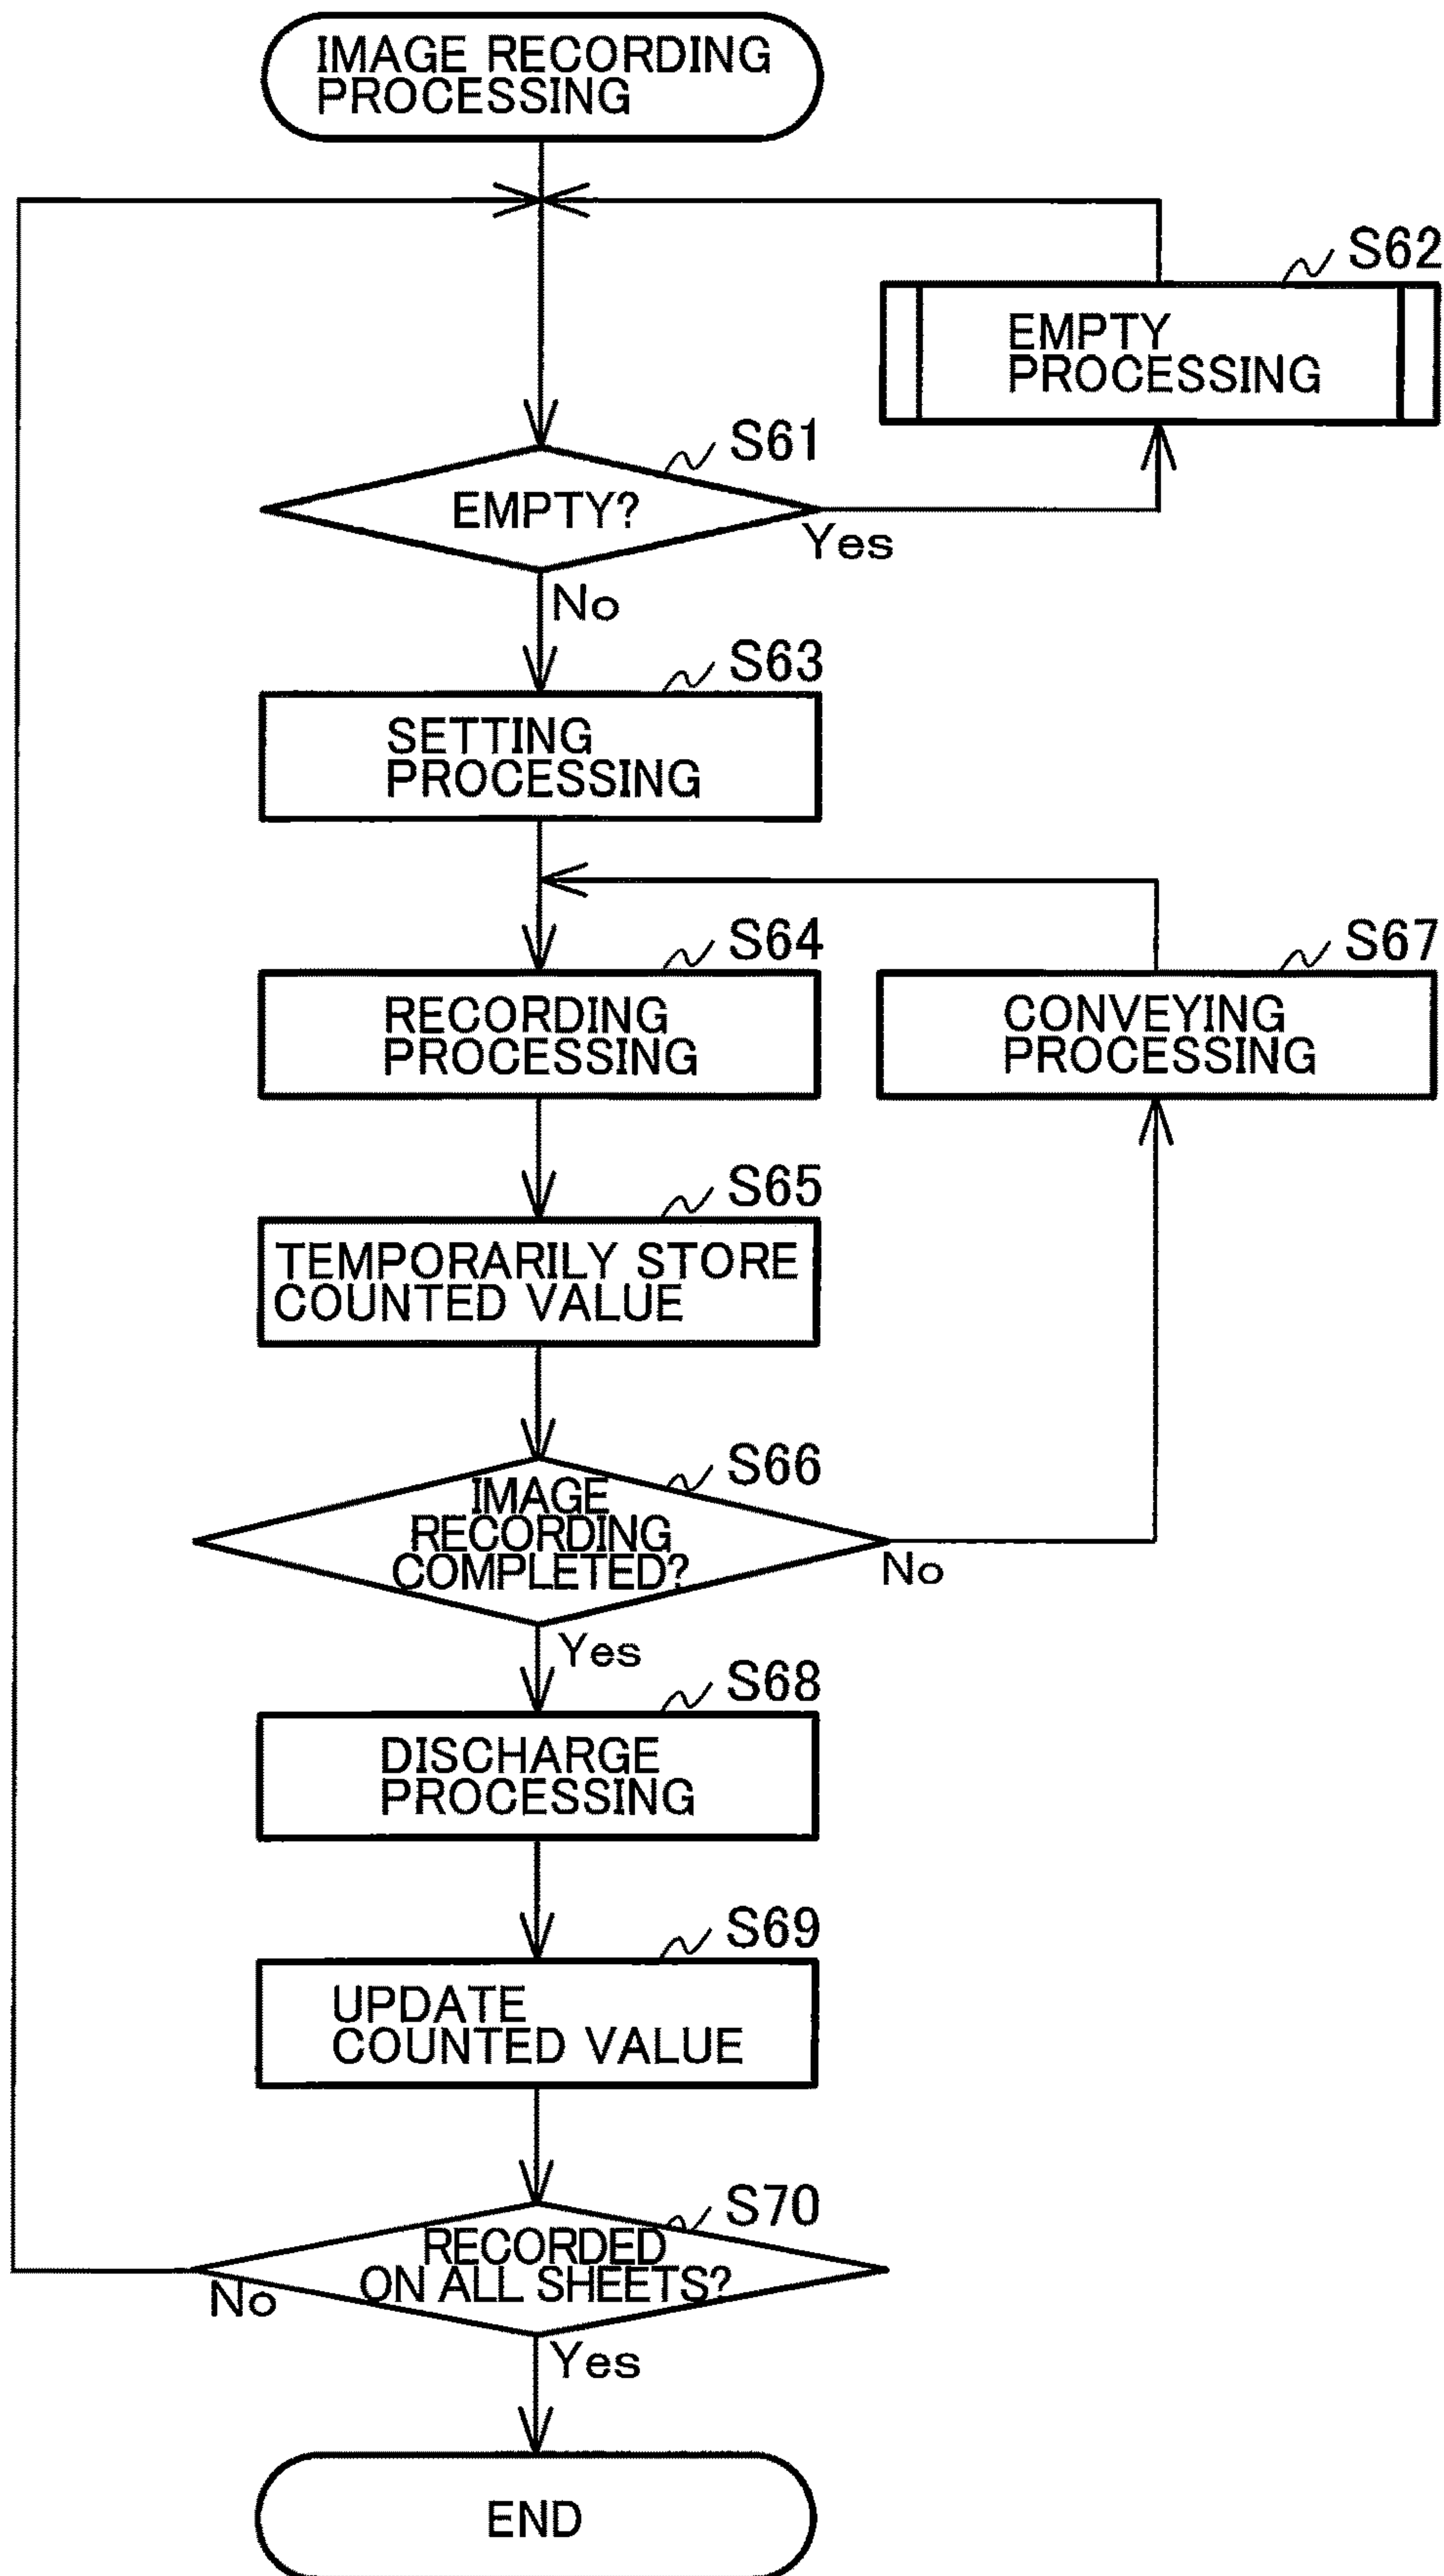 IMAGE RECORDING
PROCESSING
S62
EMPTY
PROCESSING
S61
EMPTY?
Yes
No
S63
SETTING
PROCESSING
S64
RECORDING
PROCESSING
S67
CONVEYING
PROCESSING
S65
TEMPORARILY STORE
COUNTED VALUE
S66
IMAGE
RECORDING
COMPLETED?
No
Yes
S68
DISCHARGE
PROCESSING
S69
UPDATE
COUNTED VALUE
S70
RECORDED
ON ALL SHEETS?
No
Yes
END